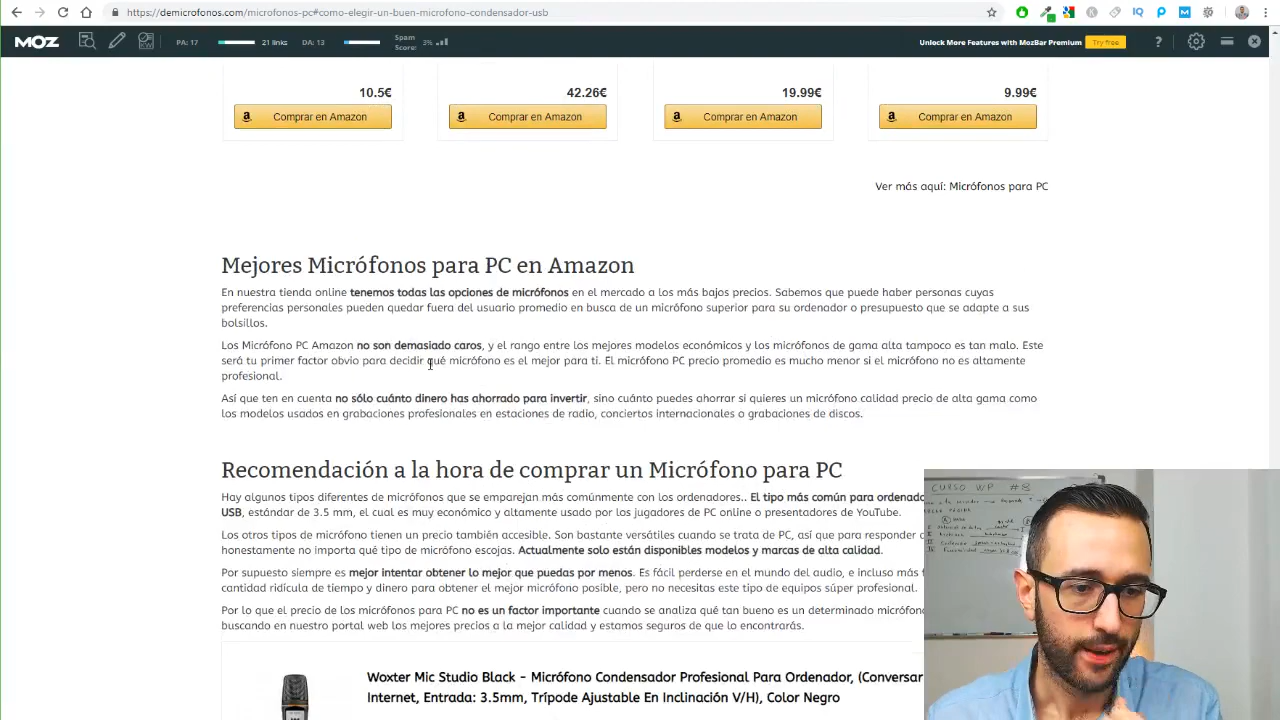 https://demicrofonos.com/microfonos-pc#como-elegir-un-buen-microfono-condensador-usb
MOZ PA: 17 21 links DA: 13 Spam Score: 3% Unlock More Features with MozBar Premium Try free ?
10.5€ 42.26€ 19.99€ 9.99€
Comprar en Amazon Comprar en Amazon Comprar en Amazon Comprar en Amazon
Ver más aquí: Micrófonos para PC
Mejores Micrófonos para PC en Amazon
En nuestra tienda online tenemos todas las opciones de micrófonos en el mercado a los más bajos precios. Sabemos que puede haber personas cuyas
preferencias personales pueden quedar fuera del usuario promedio en busca de un micrófono superior para su ordenador o presupuesto que se adapte a sus
bolsillos.
Los Micrófono PC Amazon no son demasiado caros, y el rango entre los mejores modelos económicos y los micrófonos de gama alta tampoco es tan malo. Este
será tu primer factor obvio para decidir qué micrófono es el mejor para ti. El micrófono PC precio promedio es mucho menor si el micrófono no es altamente
profesional.
Así que ten en cuenta no sólo cuánto dinero has ahorrado para invertir, sino cuánto puedes ahorrar si quieres un micrófono calidad precio de alta gama como
los modelos usados en grabaciones profesionales en estaciones de radio, conciertos internacionales o grabaciones de discos.
Recomendación a la hora de comprar un Micrófono para PC
Hay algunos tipos diferentes de micrófonos que se emparejan más comúnmente con los ordenadores.. El tipo más común para ordenado
USB, estándar de 3.5 mm, el cual es muy económico y altamente usado por los jugadores de PC online o presentadores de YouTube.
Los otros tipos de micrófono tienen un precio también accesible. Son bastante versátiles cuando se trata de PC, así que para responder
honestamente no importa qué tipo de micrófono escojas. Actualmente solo están disponibles modelos y marcas de alta calidad.
Por supuesto siempre es mejor intentar obtener lo mejor que puedas por menos. Es fácil perderse en el mundo del audio, e incluso más
cantidad ridícula de tiempo y dinero para obtener el mejor micrófono posible, pero no necesitas este tipo de equipos súper profesional.
Por lo que el precio de los micrófonos para PC no es un factor importante cuando se analiza qué tan bueno es un determinado micrófono
buscando en nuestro portal web los mejores precios a la mejor calidad y estamos seguros de que lo encontrarás.
Woxter Mic Studio Black - Micrófono Condensador Profesional Para Ordenador, (Conversar
Internet, Entrada: 3.5mm, Trípode Ajustable En Inclinación V/H), Color Negro
CURSO WP #8